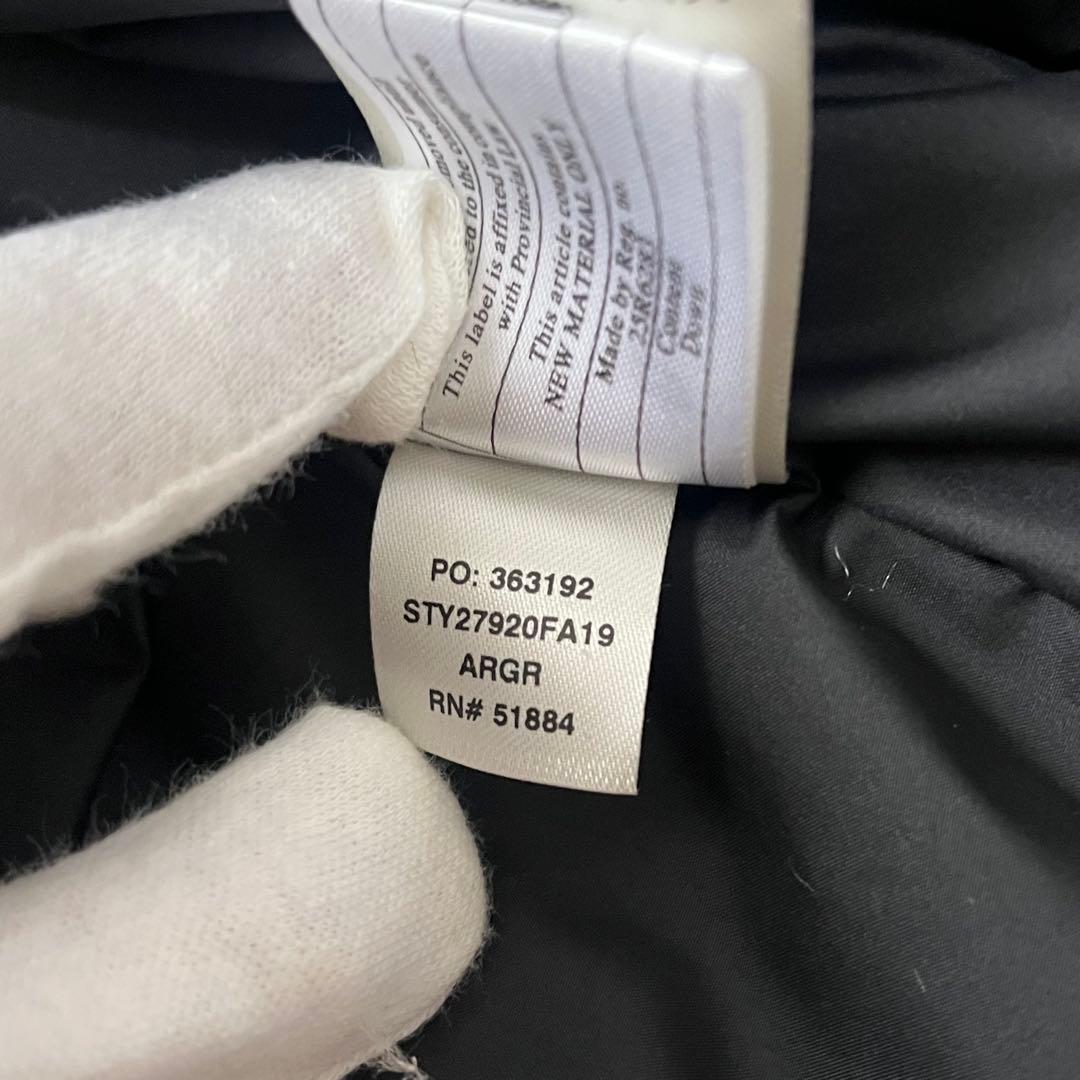 This label is affixed in compliance
with Provincial Law
This article contains
NEW MATERIAL ONLY
Made by Reg. no.
Content
Down
PO: 363192
STY27920FA19
ARGR
RN# 51884